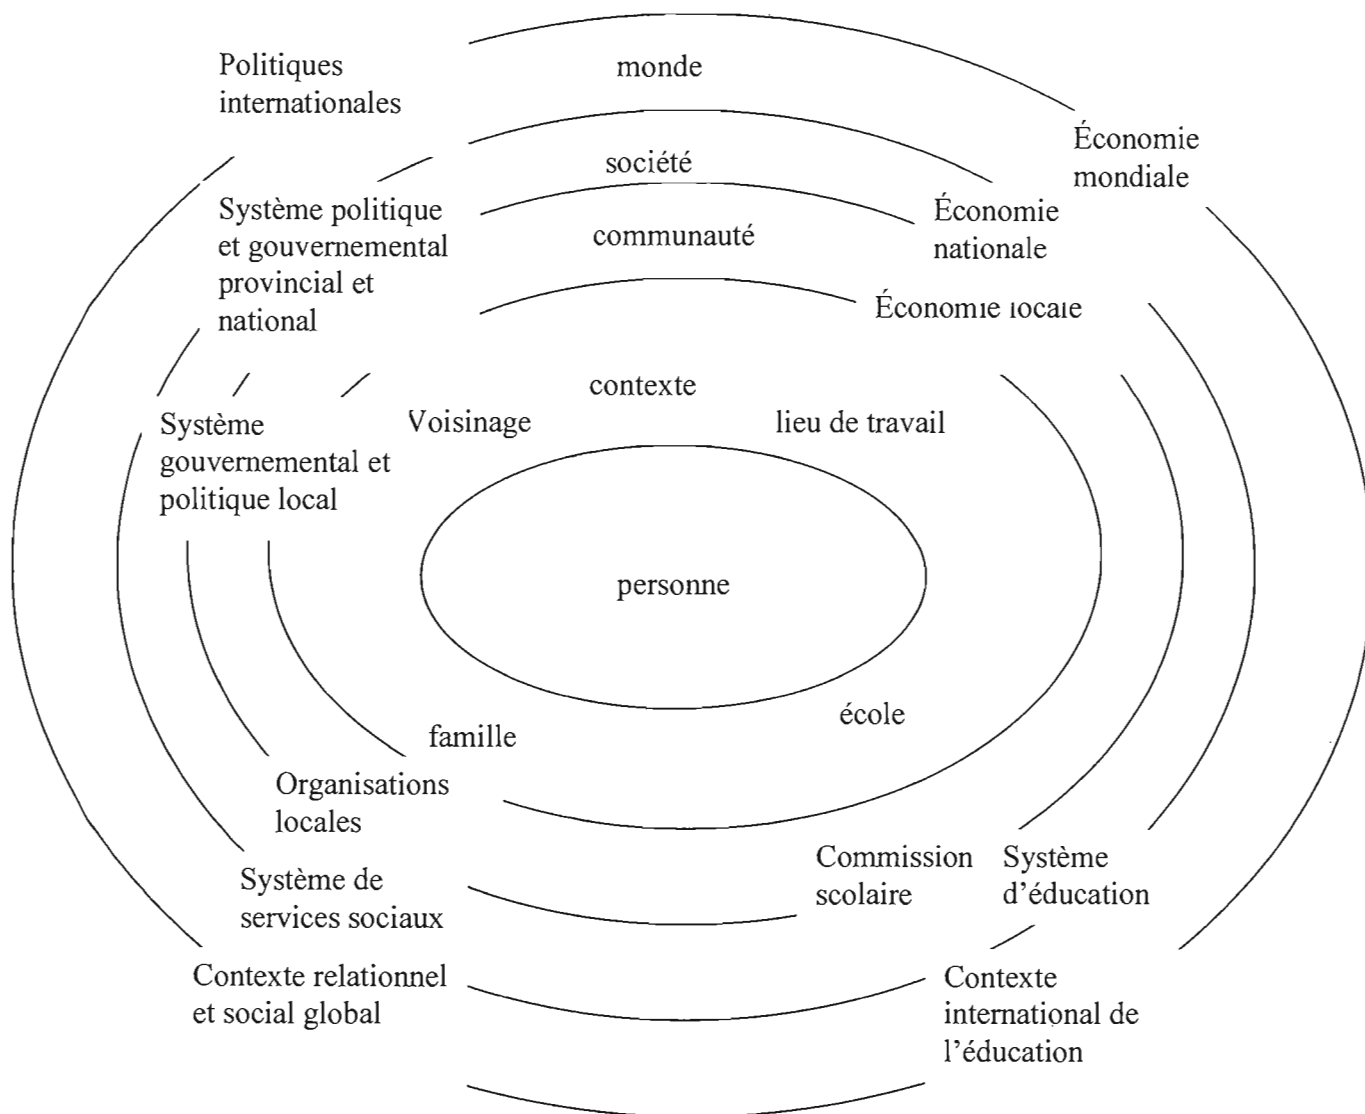 Politiques
internationales
monde
Économie
mondiale
société
Système politique
et gouvernemental
provincial et
national
communauté
Économie
nationale
Économie locale
contexte
Système
gouvernemental et
politique local
Voisinage
lieu de travail
personne
famille
école
Organisations
locales
Commission
scolaire
Système
d'éducation
Système de
services sociaux
Contexte relationnel
et social global
Contexte
international de
l'éducation